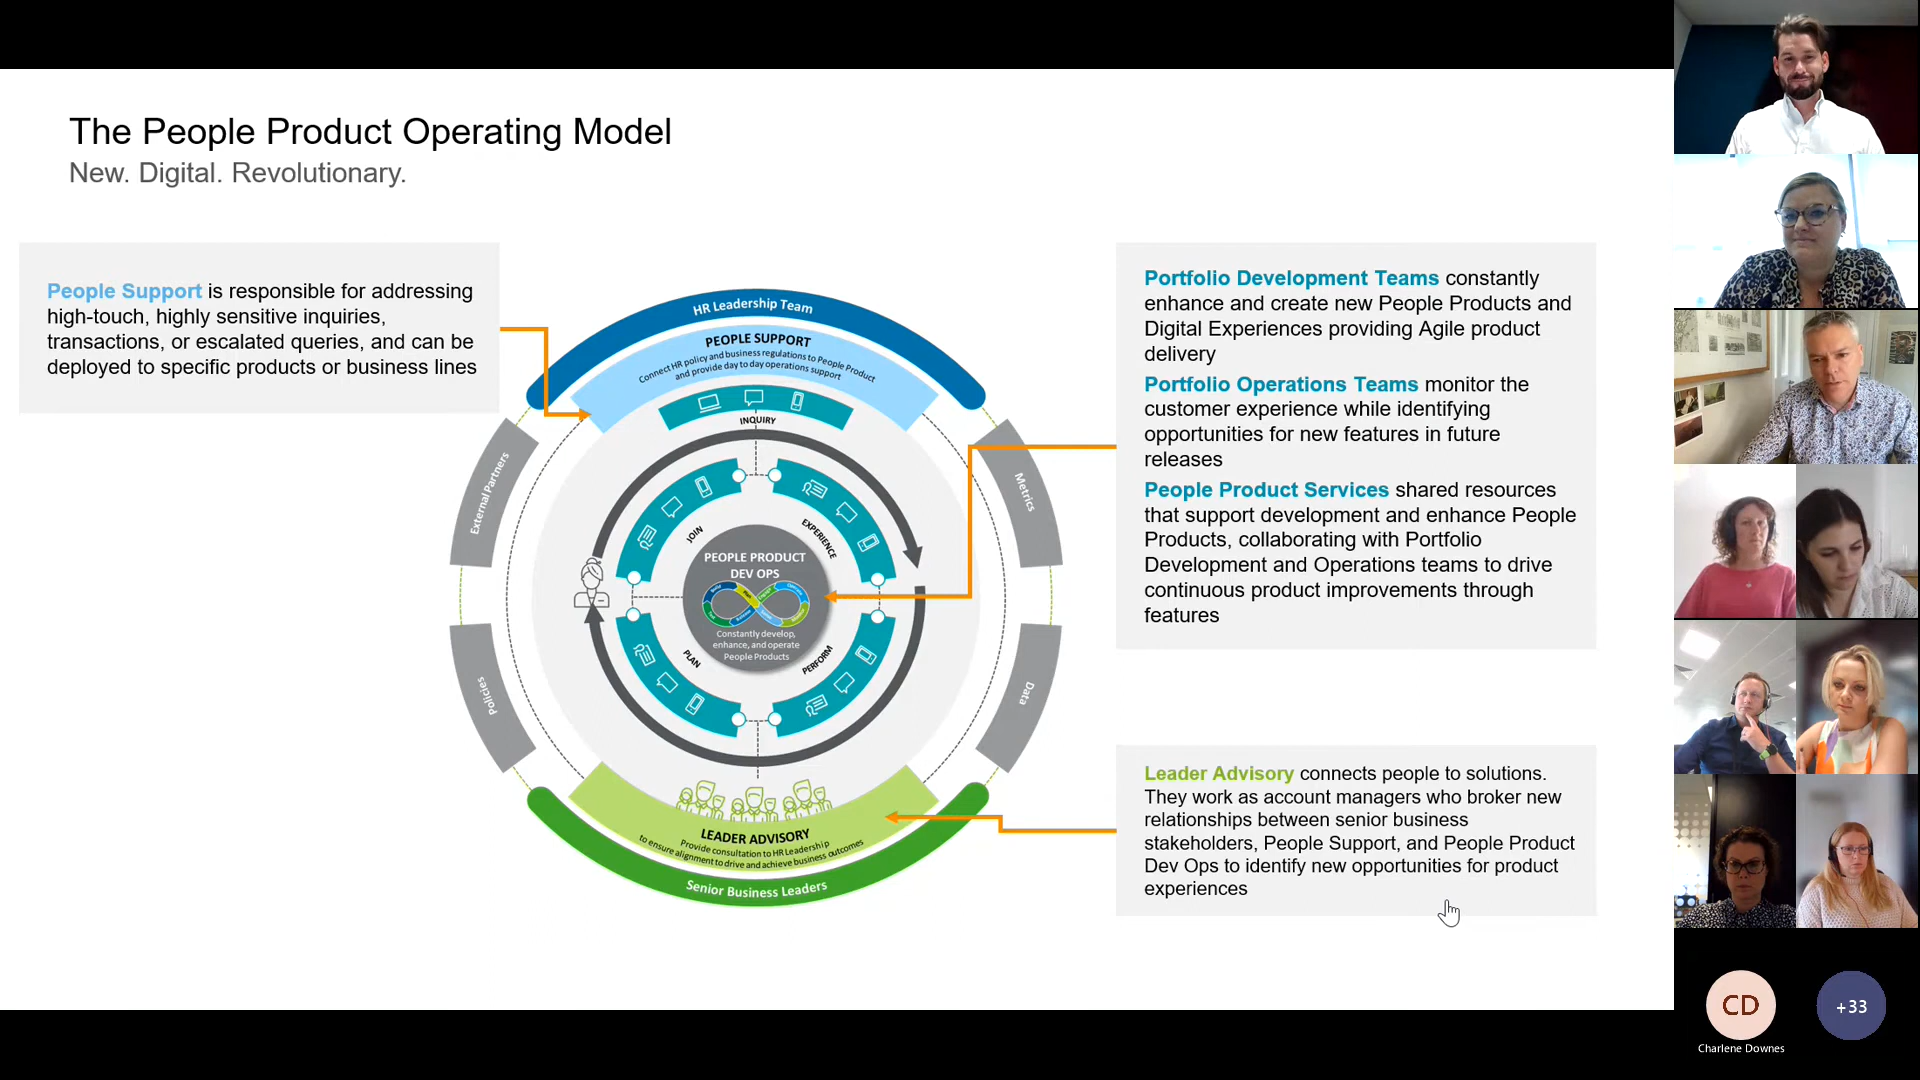 The People Product Operating Model
New. Digital. Revolutionary.
People Support is responsible for addressing
high-touch, highly sensitive inquiries,
transactions, or escalated queries, and can be
deployed to specific products or business lines
HR Leadership Team
PEOPLE SUPPORT
Connect HR policy and business regulations to People Product
and provide day to day operations support
INQUIRY
External Partners
Metrics
JOIN
EXPERIENCE
PEOPLE PRODUCT
DEV OPS
Constantly develop,
enhance, and operate
People Products
PLAN
PERFORM
Policies
Data
LEADER ADVISORY
Provide consultation to HR Leadership
to ensure alignment to drive and achieve business outcomes
Senior Business Leaders
Portfolio Development Teams constantly
enhance and create new People Products and
Digital Experiences providing Agile product
delivery
Portfolio Operations Teams monitor the
customer experience while identifying
opportunities for new features in future
releases
People Product Services shared resources
that support development and enhance People
Products, collaborating with Portfolio
Development and Operations teams to drive
continuous product improvements through
features
Leader Advisory connects people to solutions.
They work as account managers who broker new
relationships between senior business
stakeholders, People Support, and People Product
Dev Ops to identify new opportunities for product
experiences
CD
Charlene Downes
+33